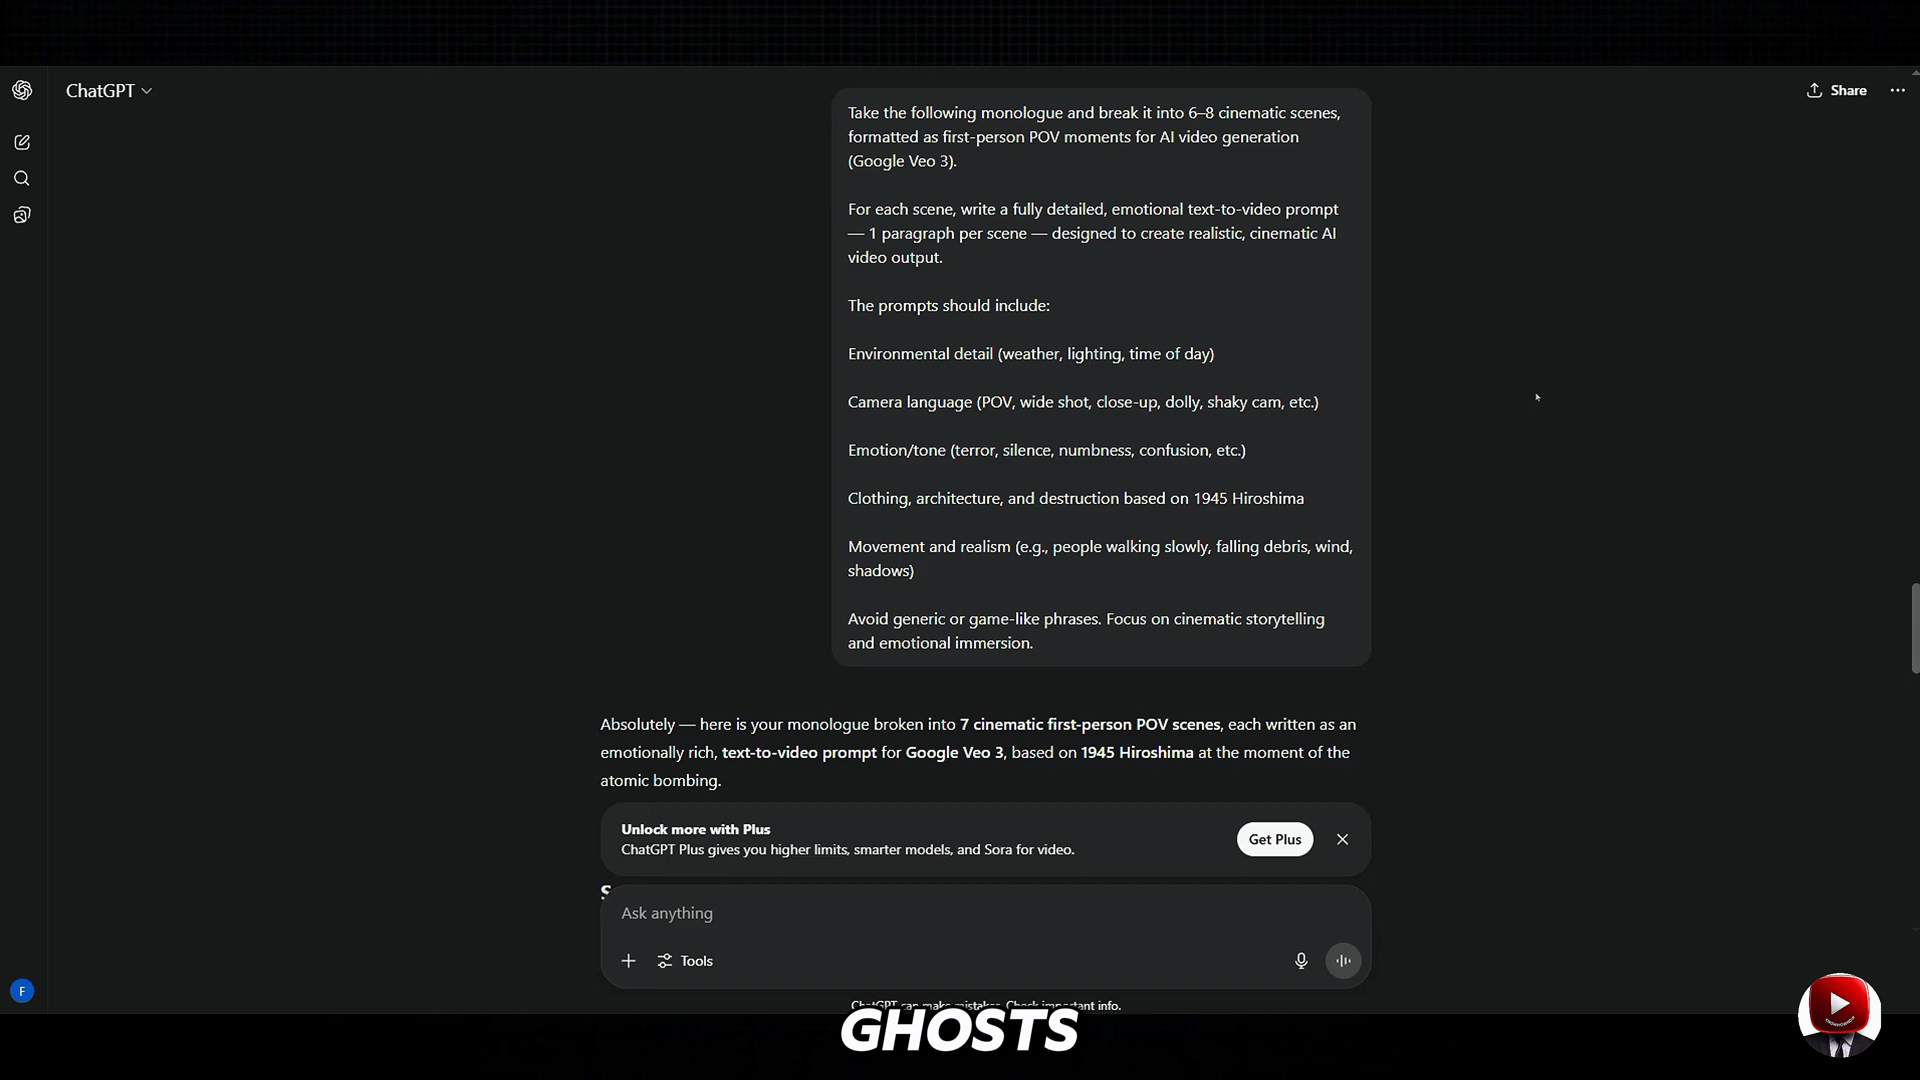 ChatGPT
Share
Take the following monologue and break it into 6–8 cinematic scenes,
formatted as first-person POV moments for AI video generation
(Google Veo 3).
For each scene, write a fully detailed, emotional text-to-video prompt
— 1 paragraph per scene — designed to create realistic, cinematic AI
video output.
The prompts should include:
Environmental detail (weather, lighting, time of day)
Camera language (POV, wide shot, close-up, dolly, shaky cam, etc.)
Emotion/tone (terror, silence, numbness, confusion, etc.)
Clothing, architecture, and destruction based on 1945 Hiroshima
Movement and realism (e.g., people walking slowly, falling debris, wind,
shadows)
Avoid generic or game-like phrases. Focus on cinematic storytelling
and emotional immersion.
Absolutely — here is your monologue broken into 7 cinematic first-person POV scenes, each written as an
emotionally rich, text-to-video prompt for Google Veo 3, based on 1945 Hiroshima at the moment of the
atomic bombing.
Unlock more with Plus
ChatGPT Plus gives you higher limits, smarter models, and Sora for video.
Get Plus
Ask anything
Tools
F
ChatGPT can make mistakes. Check important info.
GHOSTS